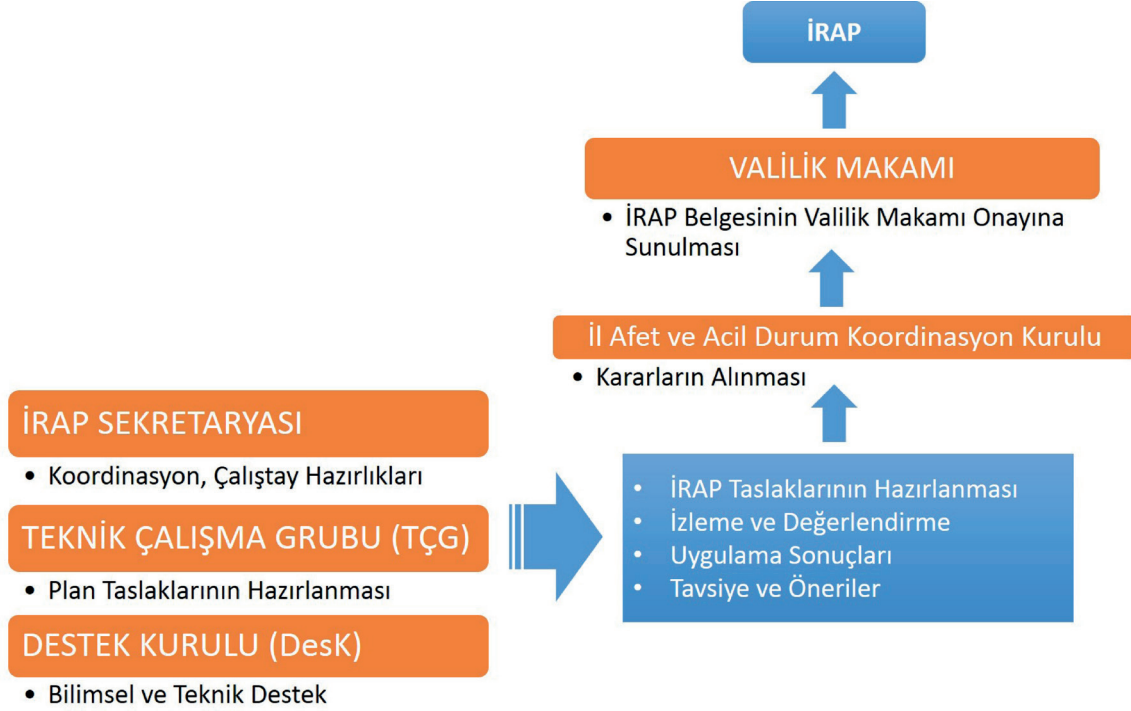 İRAP
VALİLİK MAKAMI
• İRAP Belgesinin Valilik Makamı Onayına
Sunulması
İl Afet ve Acil Durum Koordinasyon Kurulu
• Kararların Alınması
İRAP SEKRETARYASI
• Koordinasyon, Çalıştay Hazırlıkları
TEKNİK ÇALIŞMA GRUBU (TÇG)
• Plan Taslaklarının Hazırlanması
DESTEK KURULU (DesK)
• Bilimsel ve Teknik Destek
• İRAP Taslaklarının Hazırlanması
• İzleme ve Değerlendirme
• Uygulama Sonuçları
• Tavsiye ve Öneriler